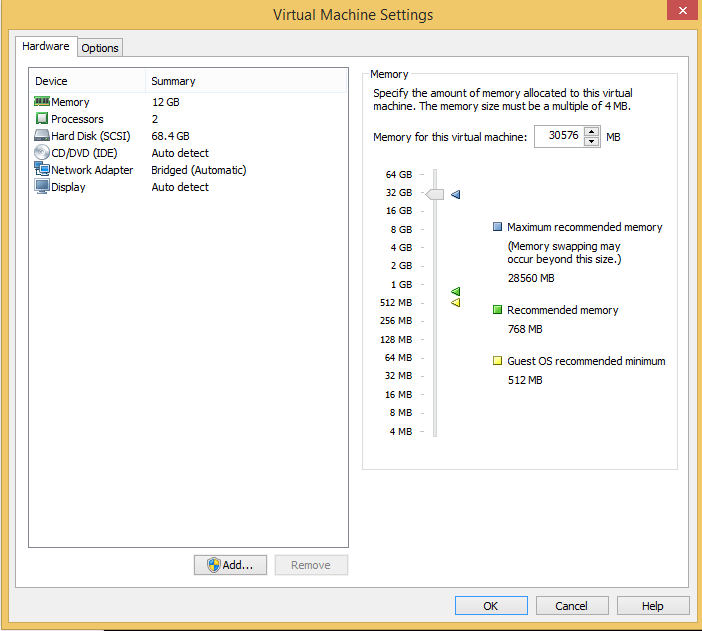 Virtual Machine Settings
Hardware
Options
Device Summary
Memory 12 GB
Processors 2
Hard Disk (SCSI) 68.4 GB
CD/DVD (IDE) Auto detect
Network Adapter Bridged (Automatic)
Display Auto detect
Add...
Remove
Memory
Specify the amount of memory allocated to this virtual
machine. The memory size must be a multiple of 4 MB.
Memory for this virtual machine: 30576 MB
64 GB
32 GB
16 GB
8 GB
4 GB
2 GB
1 GB
512 MB
256 MB
128 MB
64 MB
32 MB
16 MB
8 MB
4 MB
Maximum recommended memory
(Memory swapping may
occur beyond this size.)
28560 MB
Recommended memory
768 MB
Guest OS recommended minimum
512 MB
OK
Cancel
Help